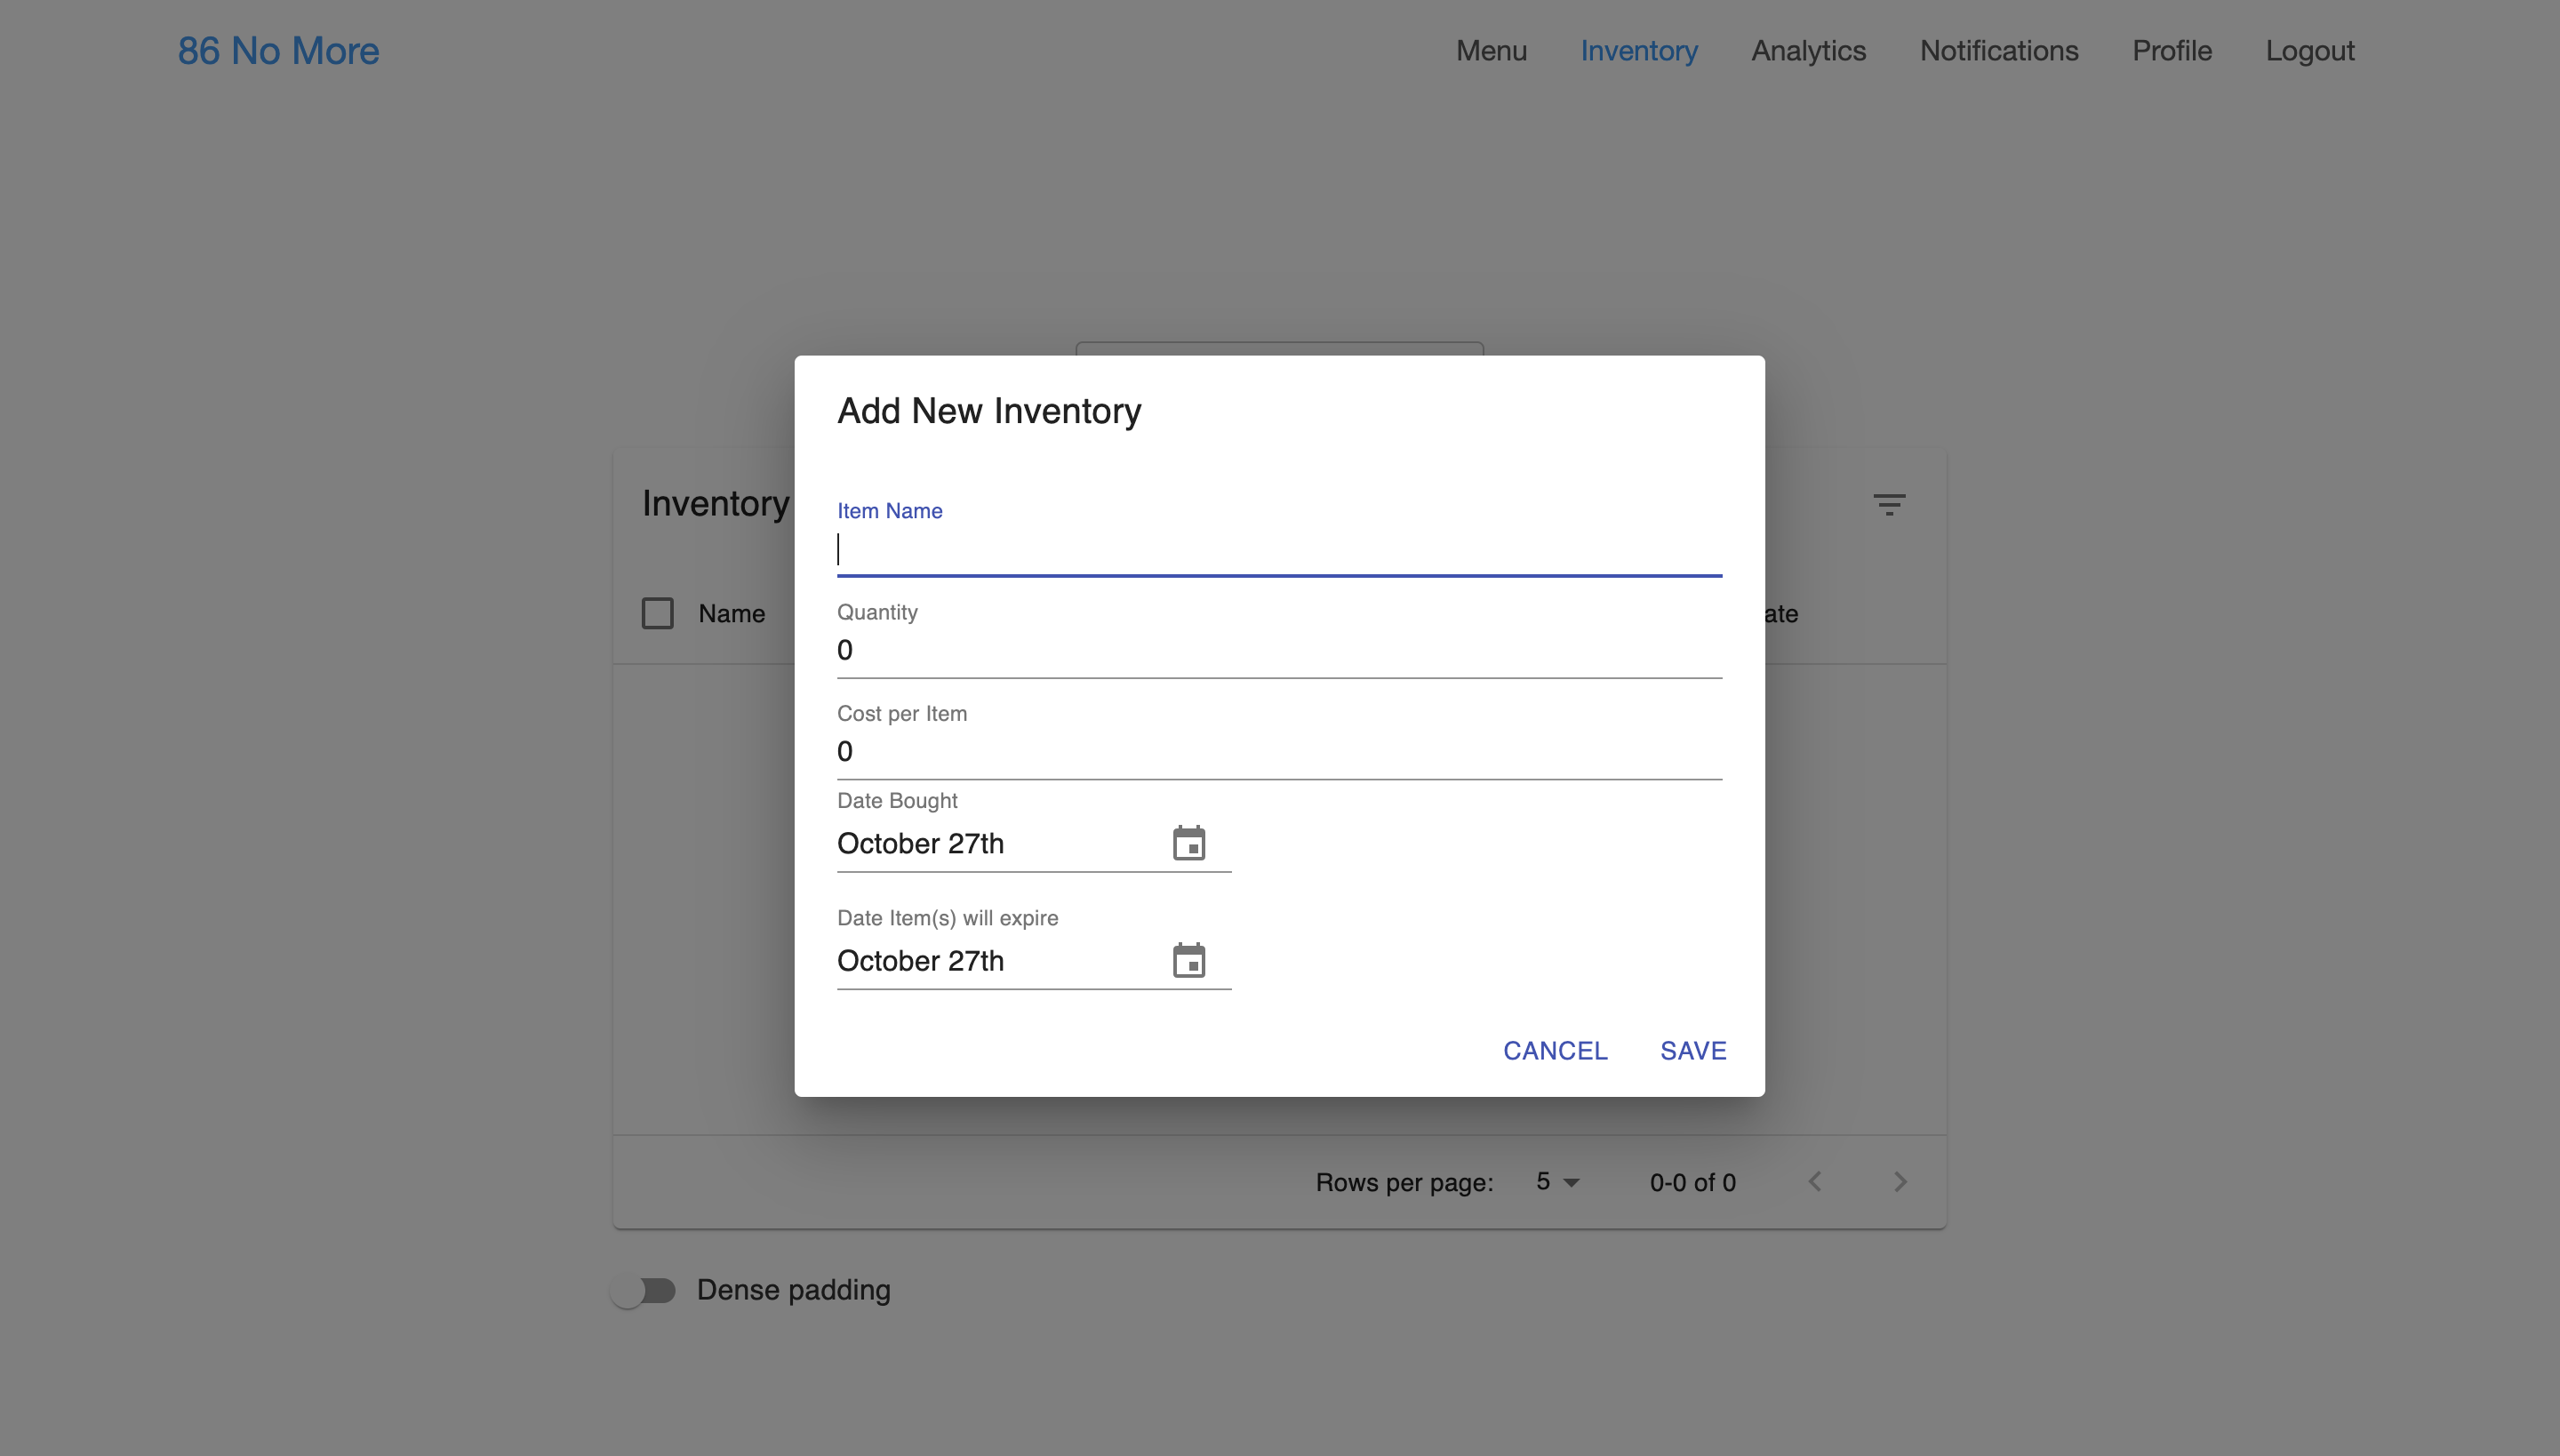 86 No More
Menu Inventory Analytics Notifications Profile Logout
Add New Inventory
Inventory
Item Name
Name
Quantity
0
Cost per Item
0
Date Bought
October 27th
Date Item(s) will expire
October 27th
CANCEL SAVE
Rows per page: 5 0-0 of 0
Dense padding